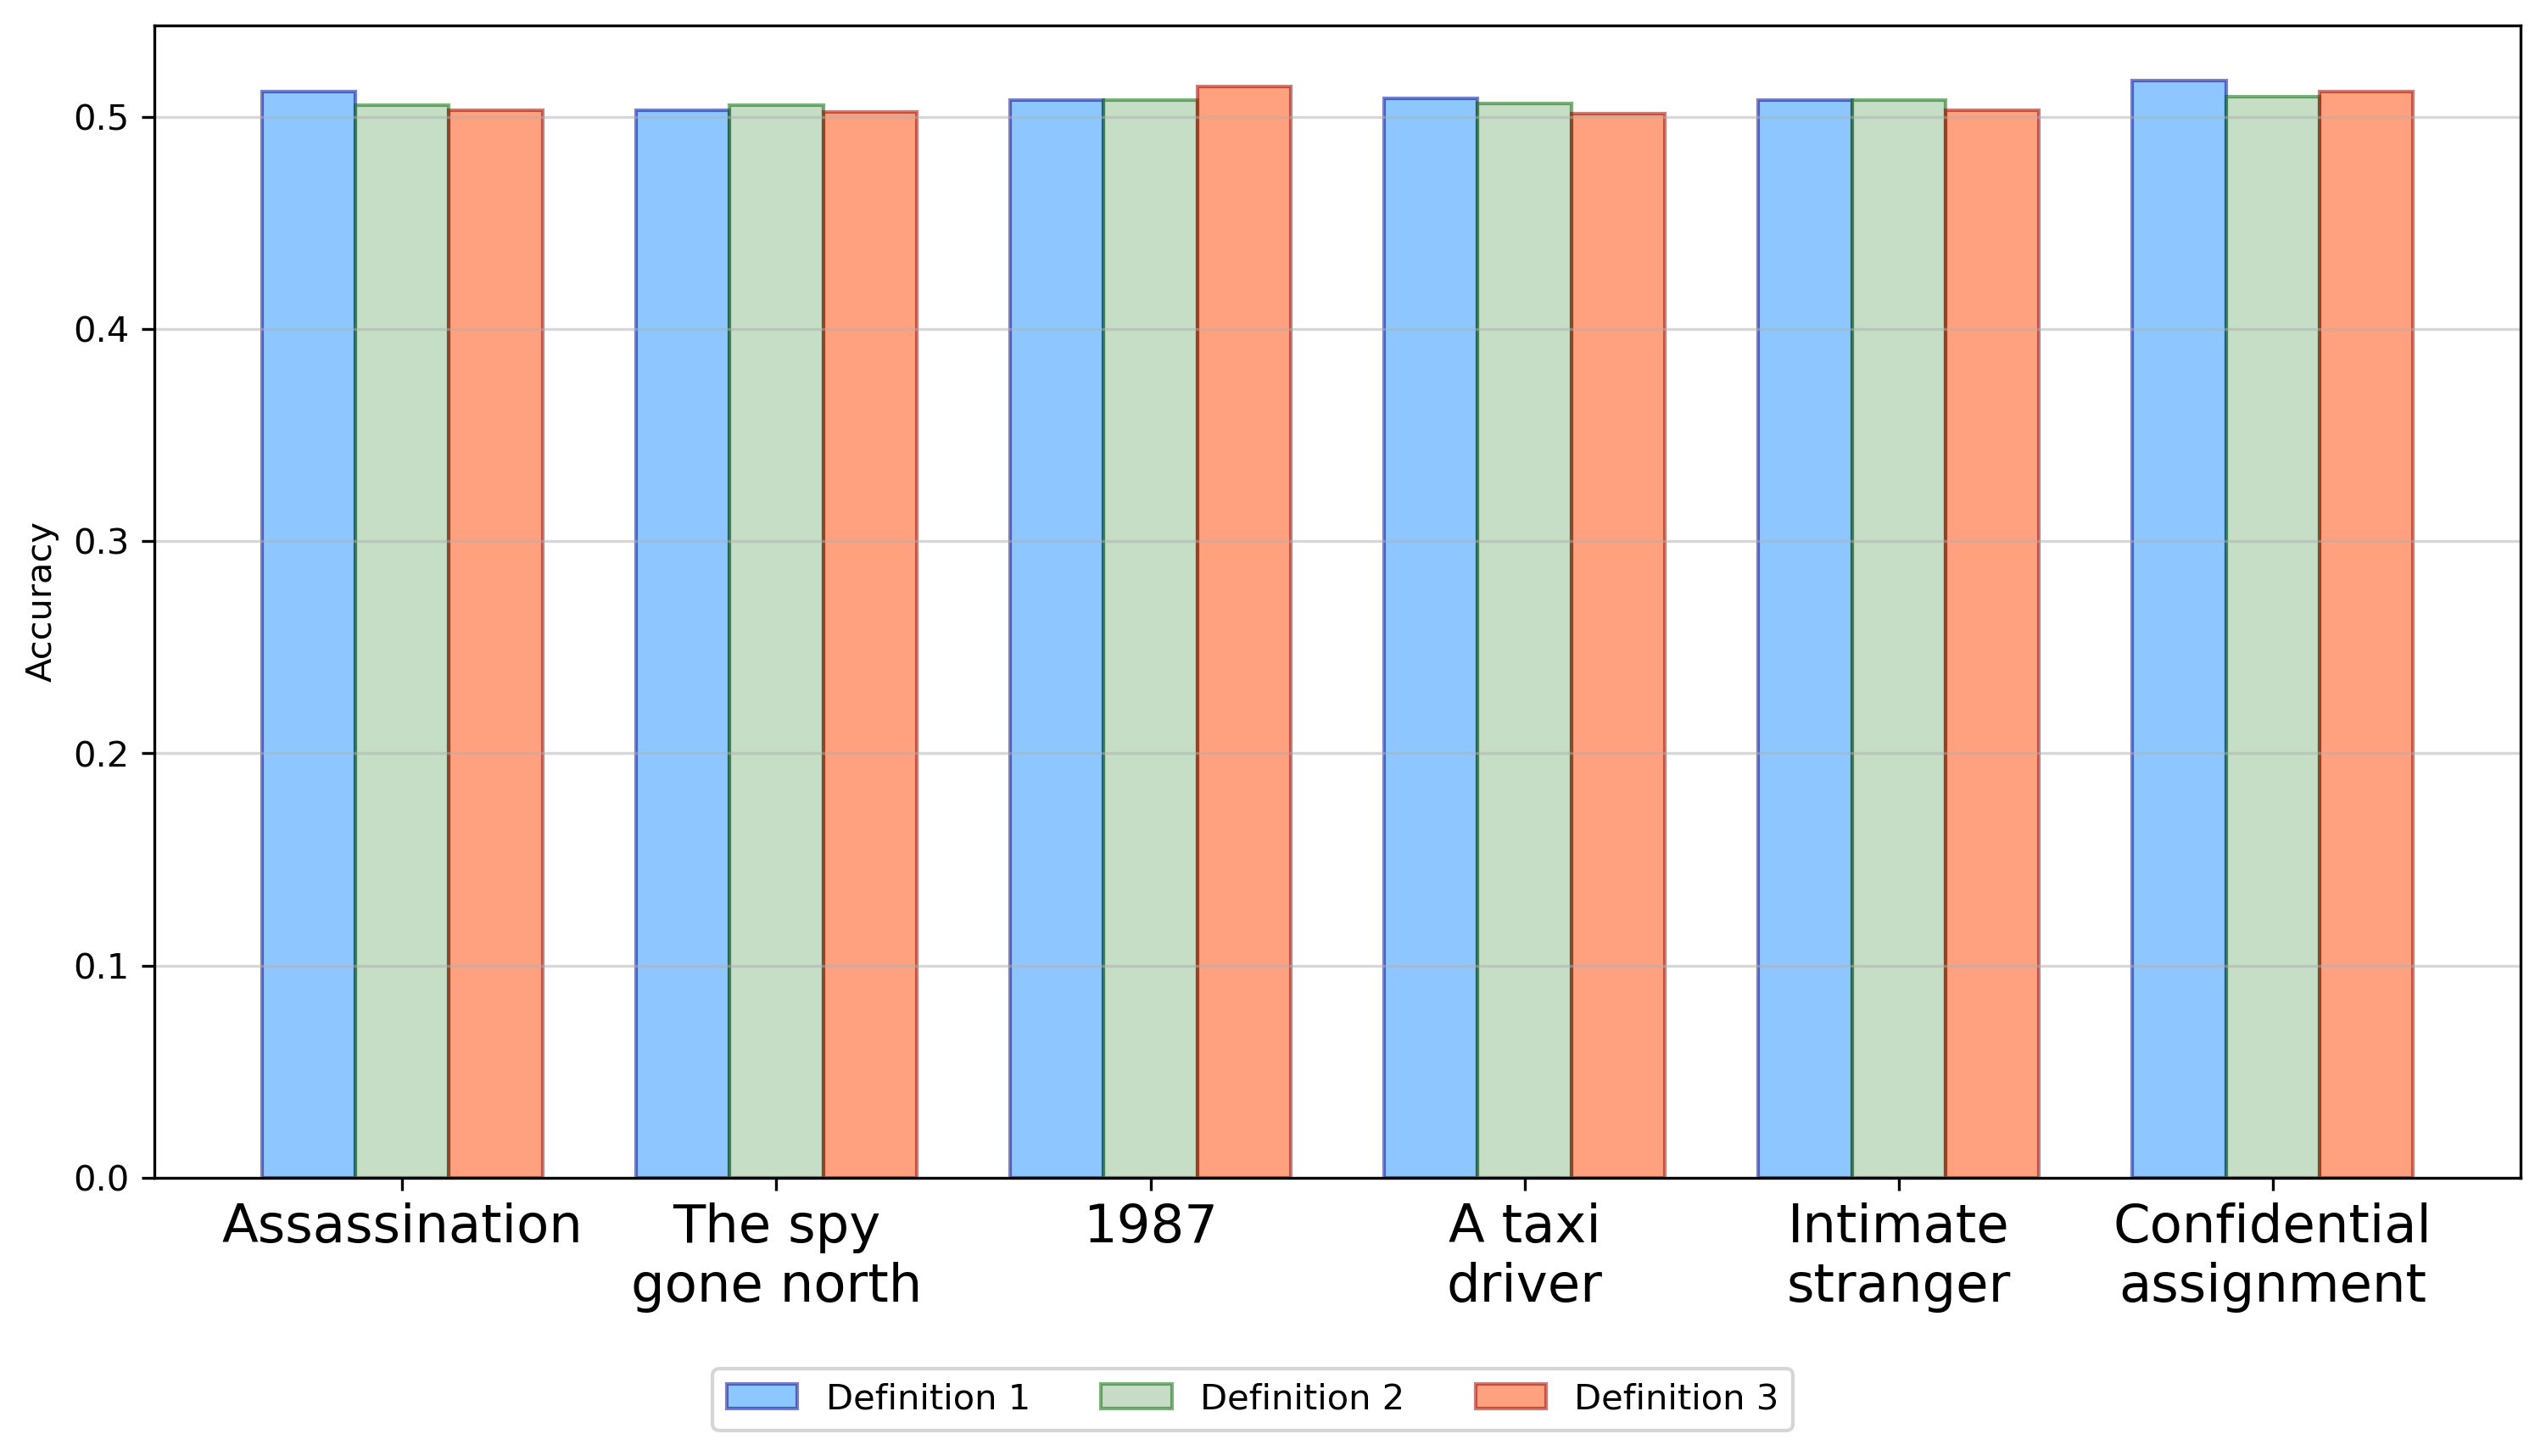 Accuracy
0.5
0.4
0.3
0.2
0.1
0.0
Assassination
The spy
gone north
1987
A taxi
driver
Intimate
stranger
Confidential
assignment
Definition 1
Definition 2
Definition 3